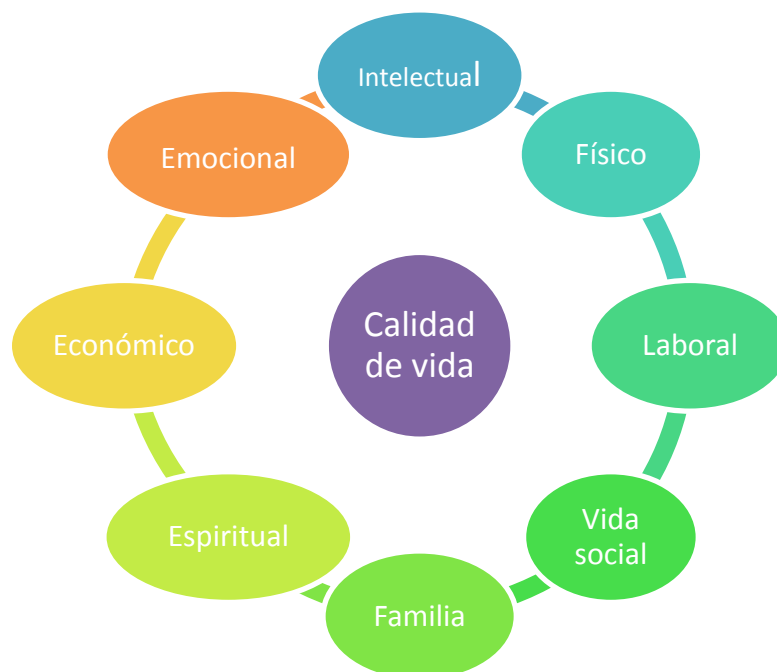 Intelectual
Físico
Laboral
Vida
social
Familia
Espiritual
Económico
Emocional
Calidad
de vida